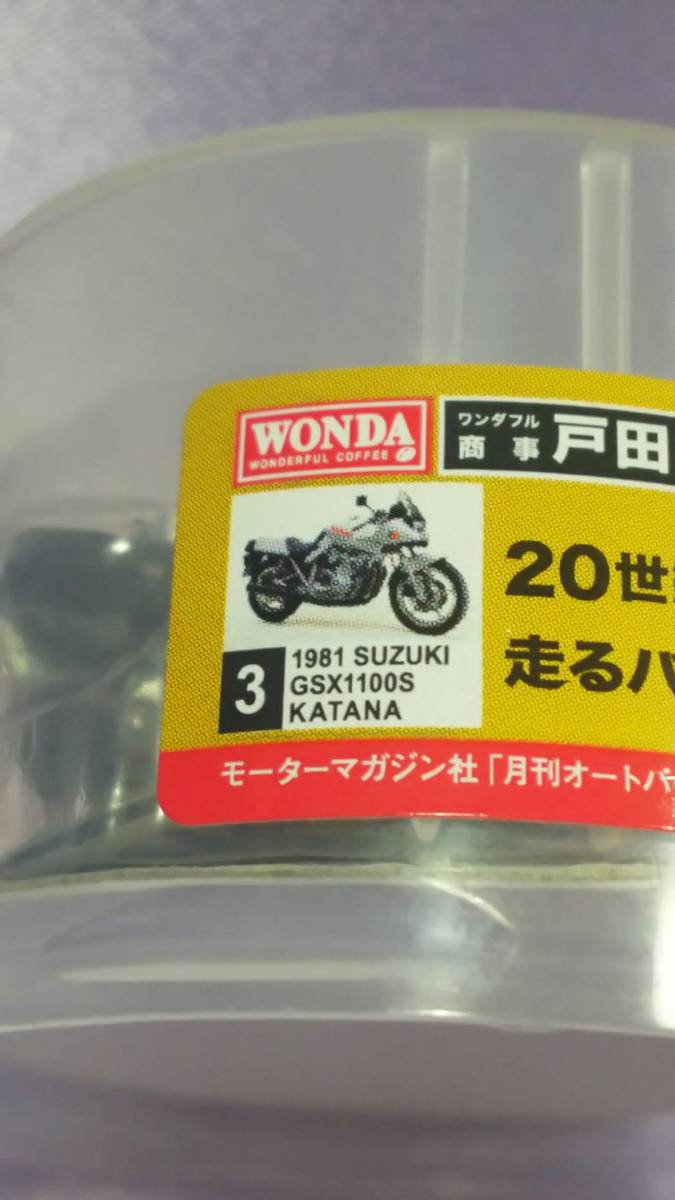 WONDA
WONDERFUL COFFEE
ワンダフル
商事 戸田
20世
走るバ
3
1981 SUZUKI
GSX1100S
KATANA
モーターマガジン社「月刊オートバ